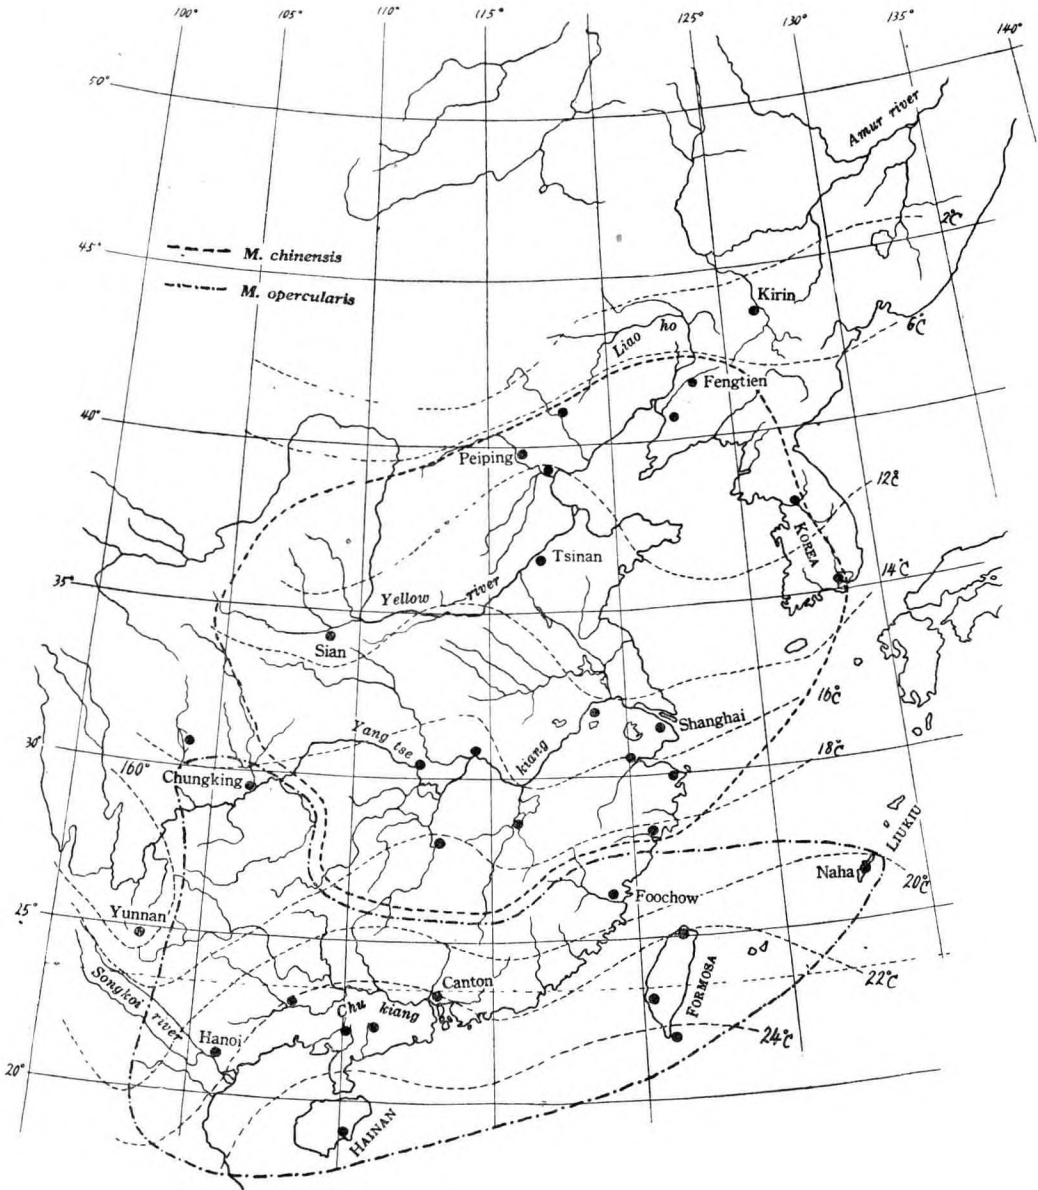 100° 105° 110° 115° 125° 130° 135° 140°
50°
Amur river
2°C
45°
M. chinensis
M. opercularis
Kirin
Liao ho
6°C
Fengtien
40°
Peiping
12°C
KOREA
Tsinan
14°C
35°
Yellow river
Sian
16°C
Yang tse kiang
Shanghai
18°C
30°
160°
Chungking
LIUKIU
Naha
20°C
Foochow
25°
Yunnan
22°C
Songkoi river
Canton
Chu kiang
FORMOSA
Hanoi
24°C
20°
HAINAN